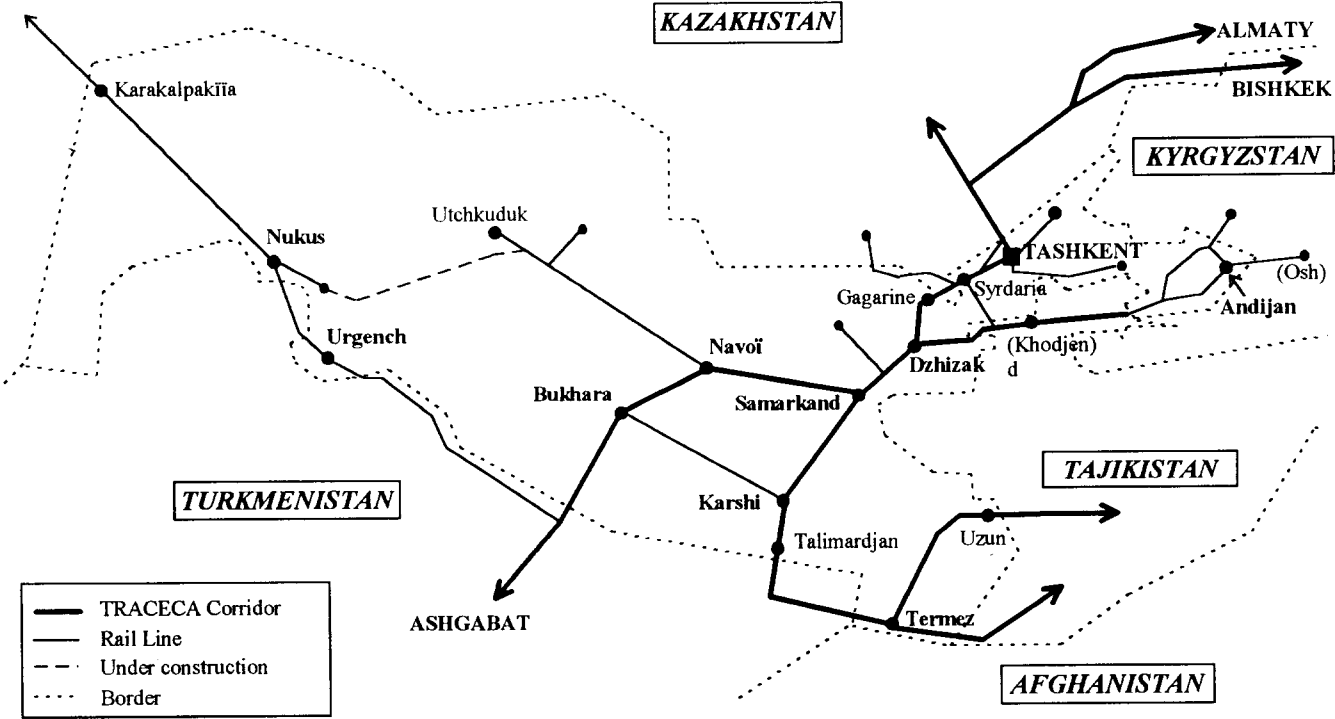 KAZAKHSTAN
ALMATY
BISHKEK
Karakalpakïïa
KYRGYZSTAN
Utchkuduk
Nukus
TASHKENT
(Osh)
Syrdaria
Gagarine
Andijan
Urgench
(Khodjen)
d
Dzhizak
Navoï
Bukhara
Samarkand
TAJIKISTAN
TURKMENISTAN
Karshi
Uzun
Talimardjan
TRACECA Corridor
Rail Line
Under construction
Border
ASHGABAT
Termez
AFGHANISTAN